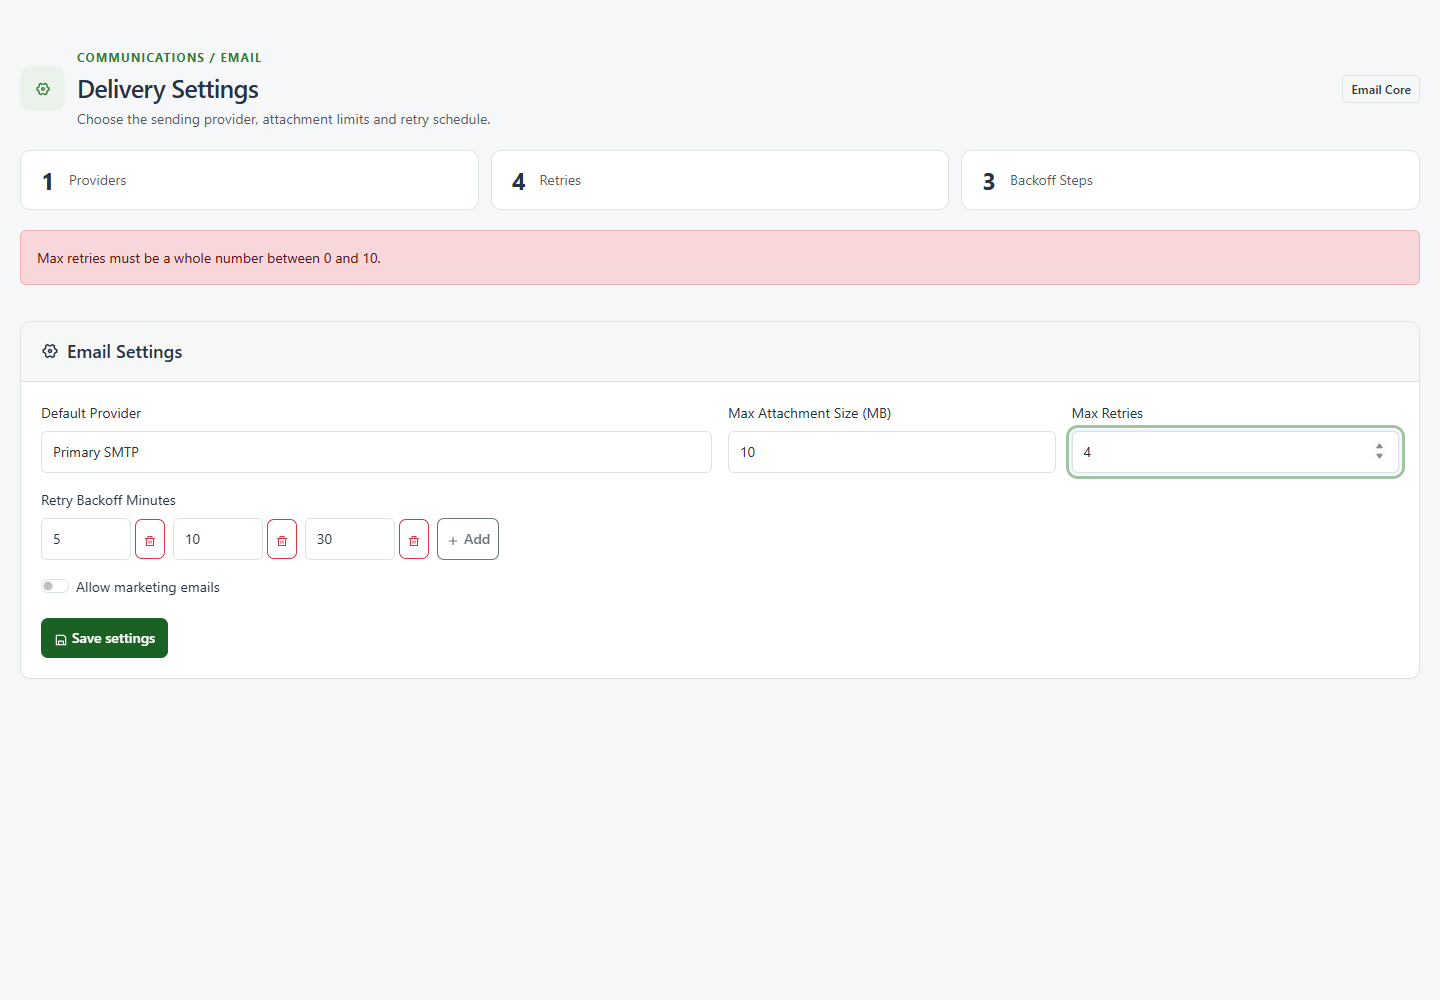 COMMUNICATIONS / EMAIL
Delivery Settings
Choose the sending provider, attachment limits and retry schedule.
Email Core
1 Providers
4 Retries
3 Backoff Steps
Max retries must be a whole number between 0 and 10.
Email Settings
Default Provider
Primary SMTP
Max Attachment Size (MB)
10
Max Retries
4
Retry Backoff Minutes
5
10
30
+ Add
Allow marketing emails
Save settings